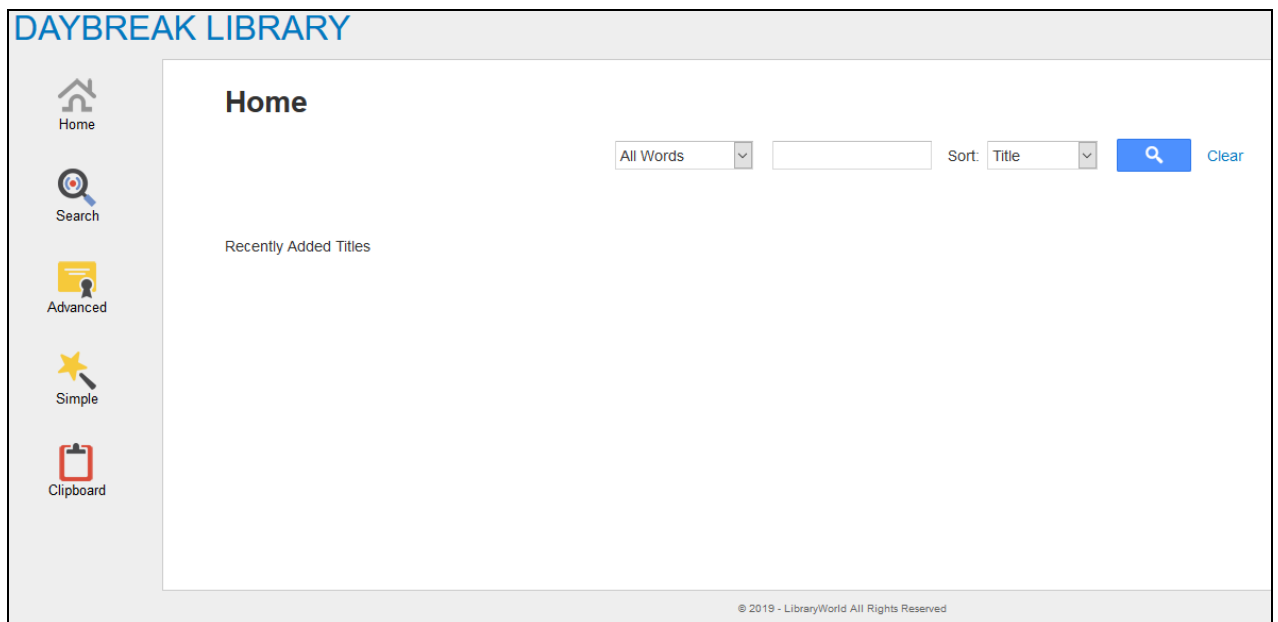 DAYBREAK LIBRARY
Home
Search
Advanced
Simple
Clipboard
Home
All Words Sort: Title Clear
Recently Added Titles
© 2019 - LibraryWorld All Rights Reserved